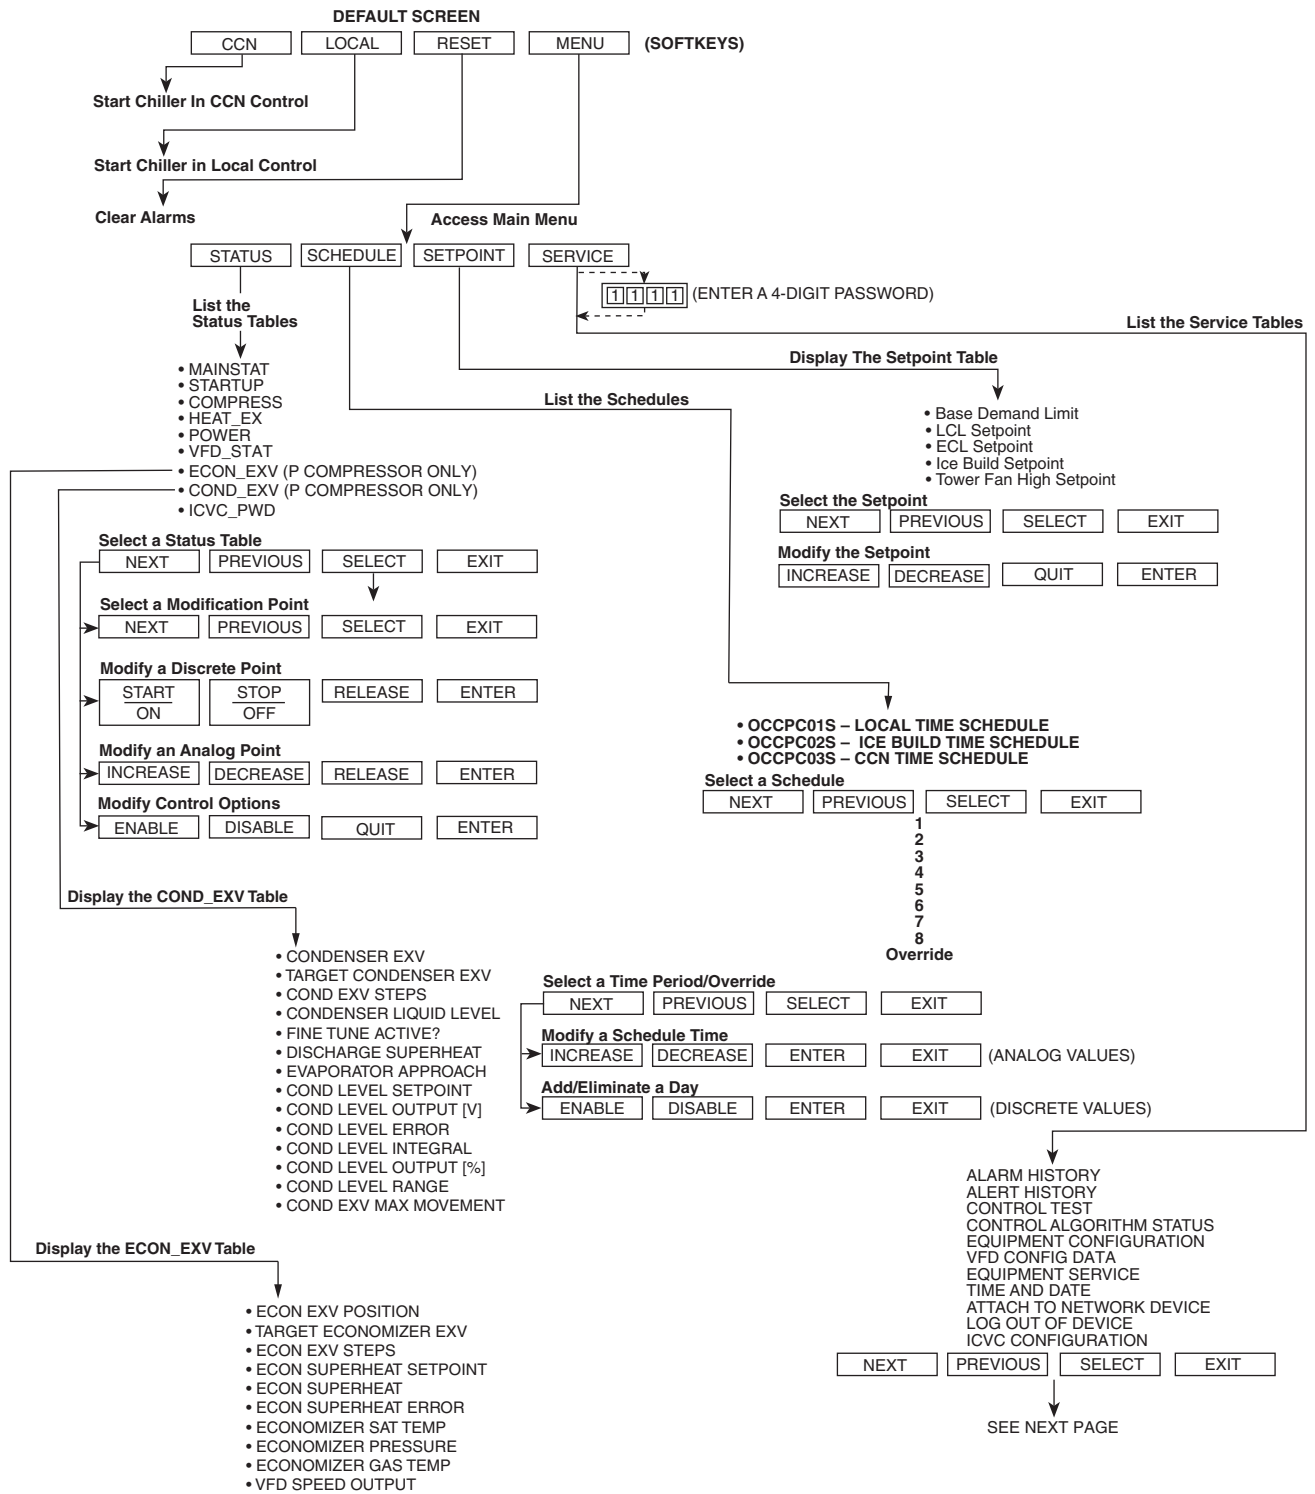 DEFAULT SCREEN
CCN LOCAL RESET MENU (SOFTKEYS)
Start Chiller In CCN Control
Start Chiller in Local Control
Clear Alarms
Access Main Menu
STATUS SCHEDULE SETPOINT SERVICE
1 1 1 1 (ENTER A 4-DIGIT PASSWORD)
List the
Status Tables
List the Service Tables
Display The Setpoint Table
List the Schedules
• MAINSTAT
• STARTUP
• COMPRESS
• HEAT_EX
• POWER
• VFD_STAT
• ECON_EXV (P COMPRESSOR ONLY)
• COND_EXV (P COMPRESSOR ONLY)
• ICVC_PWD
• Base Demand Limit
• LCL Setpoint
• ECL Setpoint
• Ice Build Setpoint
• Tower Fan High Setpoint
Select the Setpoint
NEXT PREVIOUS SELECT EXIT
Modify the Setpoint
INCREASE DECREASE QUIT ENTER
Select a Status Table
NEXT PREVIOUS SELECT EXIT
Select a Modification Point
NEXT PREVIOUS SELECT EXIT
Modify a Discrete Point
START STOP RELEASE ENTER
ON OFF
Modify an Analog Point
INCREASE DECREASE RELEASE ENTER
Modify Control Options
ENABLE DISABLE QUIT ENTER
• OCCPC01S – LOCAL TIME SCHEDULE
• OCCPC02S – ICE BUILD TIME SCHEDULE
• OCCPC03S – CCN TIME SCHEDULE
Select a Schedule
NEXT PREVIOUS SELECT EXIT
1
2
3
4
5
6
7
8
Override
Display the COND_EXV Table
• CONDENSER EXV
• TARGET CONDENSER EXV
• COND EXV STEPS
• CONDENSER LIQUID LEVEL
• FINE TUNE ACTIVE?
• DISCHARGE SUPERHEAT
• EVAPORATOR APPROACH
• COND LEVEL SETPOINT
• COND LEVEL OUTPUT [V]
• COND LEVEL ERROR
• COND LEVEL INTEGRAL
• COND LEVEL OUTPUT [%]
• COND LEVEL RANGE
• COND EXV MAX MOVEMENT
Select a Time Period/Override
NEXT PREVIOUS SELECT EXIT
Modify a Schedule Time
INCREASE DECREASE ENTER EXIT (ANALOG VALUES)
Add/Eliminate a Day
ENABLE DISABLE ENTER EXIT (DISCRETE VALUES)
ALARM HISTORY
ALERT HISTORY
CONTROL TEST
CONTROL ALGORITHM STATUS
EQUIPMENT CONFIGURATION
VFD CONFIG DATA
EQUIPMENT SERVICE
TIME AND DATE
ATTACH TO NETWORK DEVICE
LOG OUT OF DEVICE
ICVC CONFIGURATION
NEXT PREVIOUS SELECT EXIT
SEE NEXT PAGE
Display the ECON_EXV Table
• ECON EXV POSITION
• TARGET ECONOMIZER EXV
• ECON EXV STEPS
• ECON SUPERHEAT SETPOINT
• ECON SUPERHEAT
• ECON SUPERHEAT ERROR
• ECONOMIZER SAT TEMP
• ECONOMIZER PRESSURE
• ECONOMIZER GAS TEMP
• VFD SPEED OUTPUT